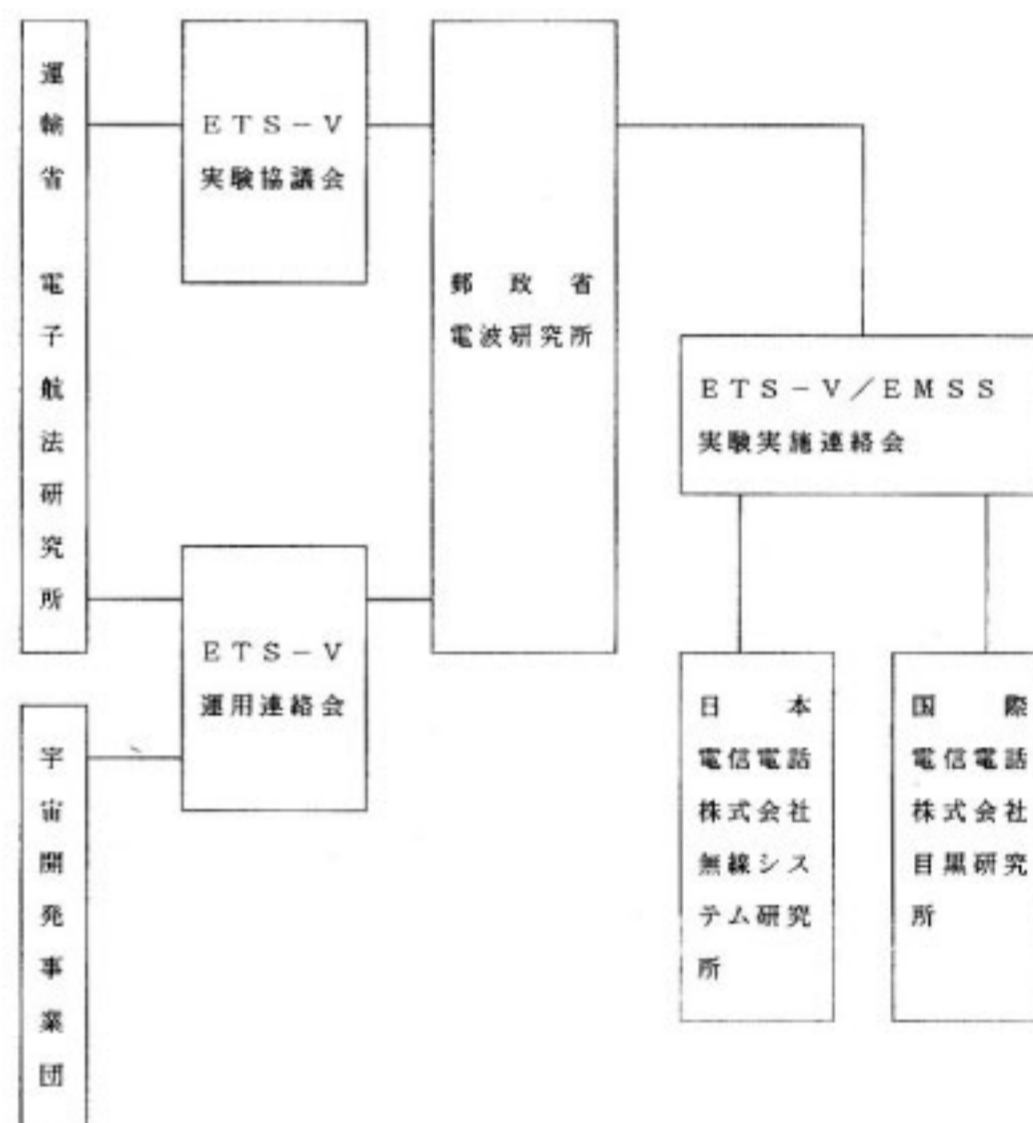 運輸省 電子航法研究所
ETS-V
実験協議会
郵政省
電波研究所
ETS-V/EMSS
実験実施連絡会
ETS-V
運用連絡会
宇宙開発事業団
日本
電信電話
株式会社
無線シス
テム研究
所
国際
電信電話
株式会社
目黒研究
所